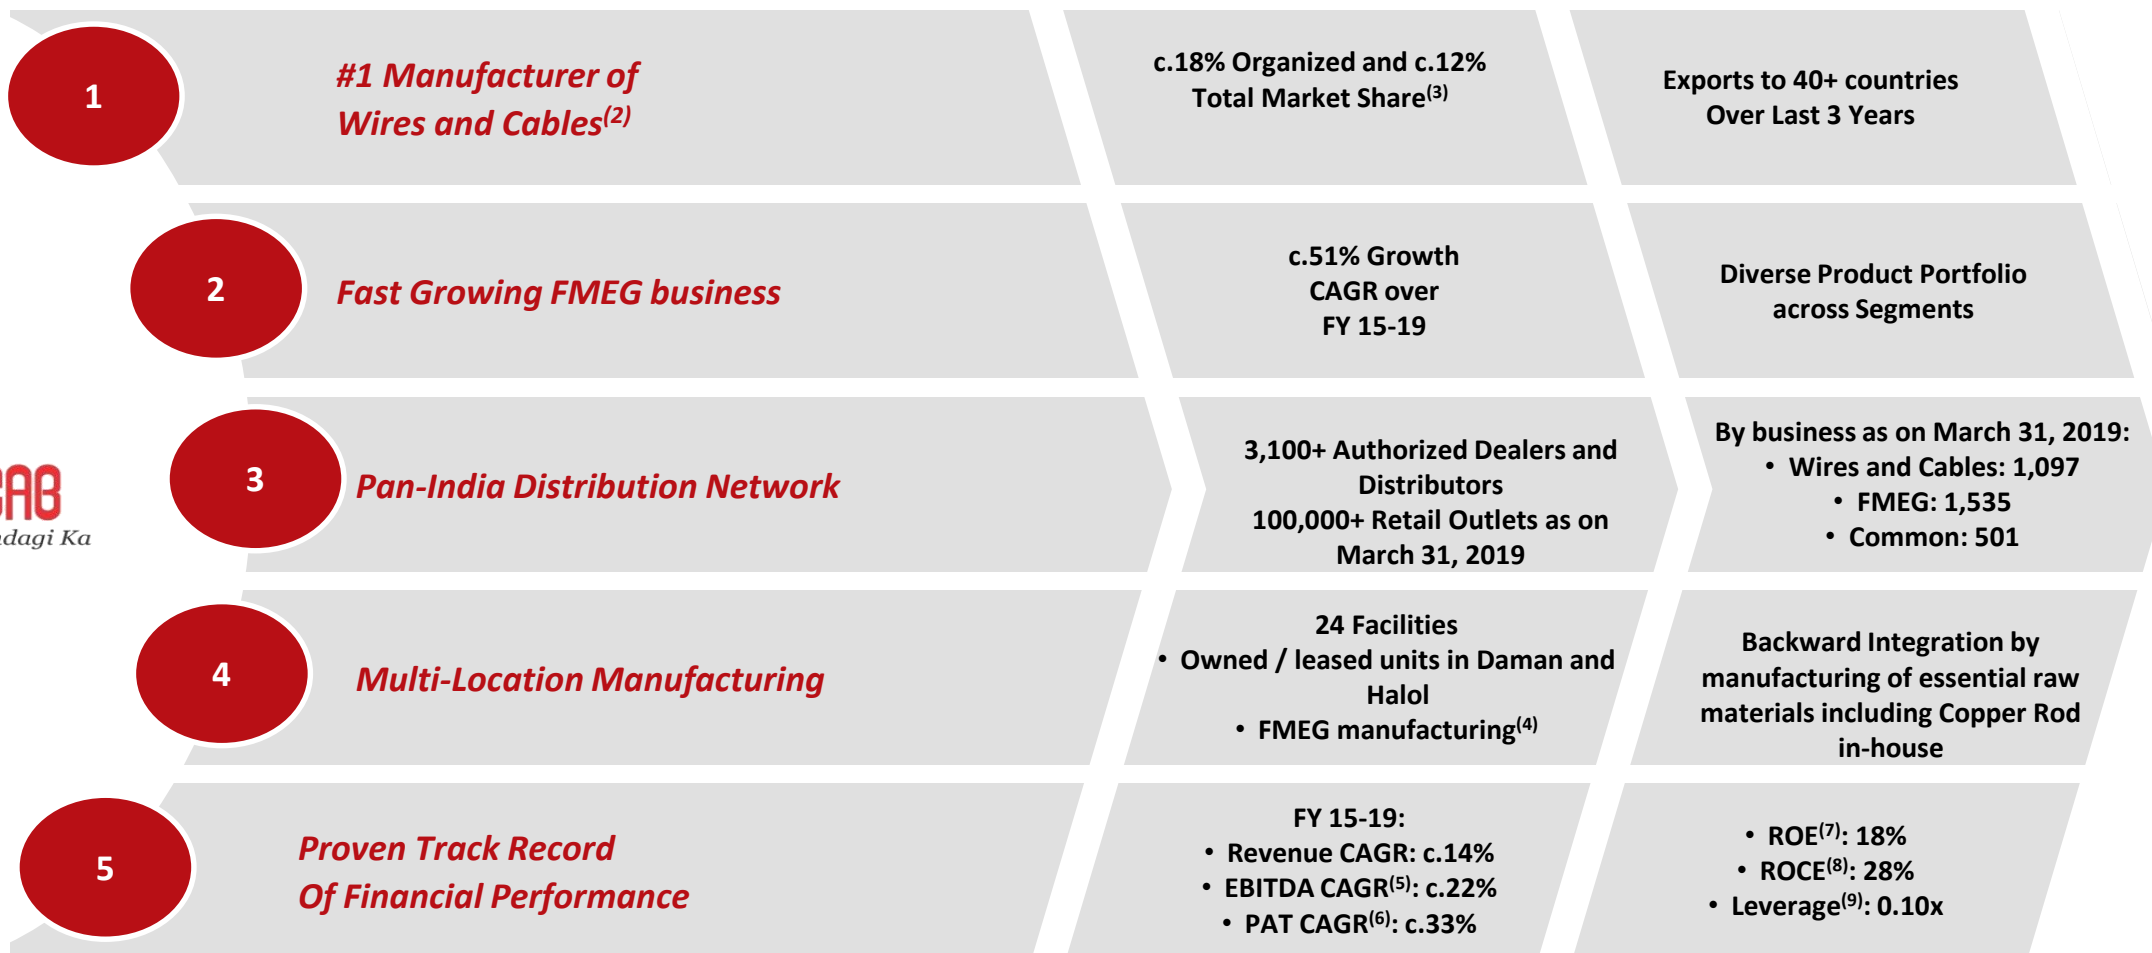 1
#1 Manufacturer of
Wires and Cables(2)
c.18% Organized and c.12%
Total Market Share(3)
Exports to 40+ countries
Over Last 3 Years
2
Fast Growing FMEG business
c.51% Growth
CAGR over
FY 15-19
Diverse Product Portfolio
across Segments
3
Pan-India Distribution Network
3,100+ Authorized Dealers and
Distributors
100,000+ Retail Outlets as on
March 31, 2019
By business as on March 31, 2019:
• Wires and Cables: 1,097
• FMEG: 1,535
• Common: 501
Ka
4
Multi-Location Manufacturing
24 Facilities
• Owned / leased units in Daman and
Halol
• FMEG manufacturing(4)
Backward Integration by
manufacturing of essential raw
materials including Copper Rod
in-house
5
Proven Track Record
Of Financial Performance
FY 15-19:
• Revenue CAGR: c.14%
• EBITDA CAGR(5): c.22%
• PAT CAGR(6): c.33%
• ROE(7): 18%
• ROCE(8): 28%
• Leverage(9): 0.10x